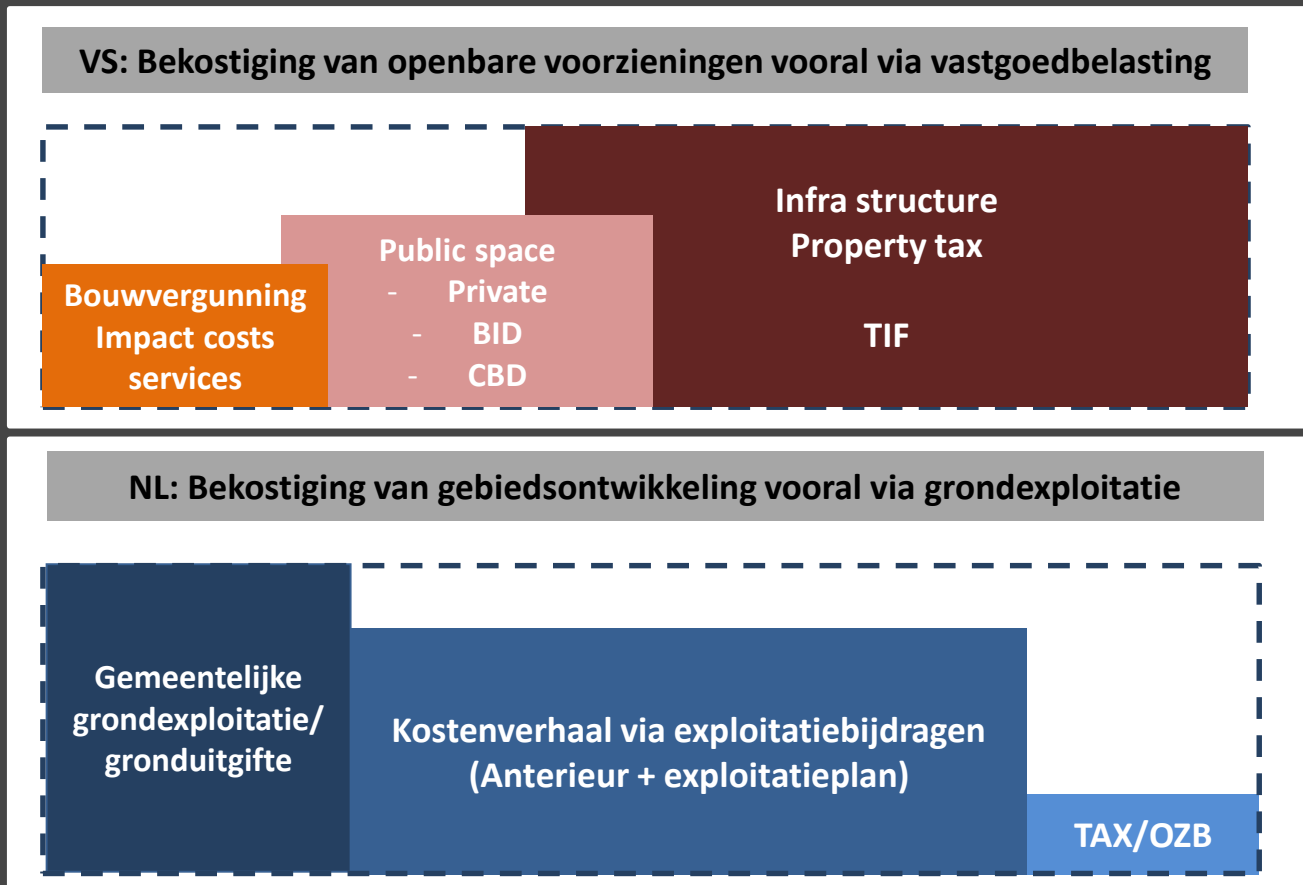 VS: Bekostiging van openbare voorzieningen vooral via vastgoedbelasting
Bouwvergunning
Impact costs
services
Public space
- Private
- BID
- CBD
Infra structure
Property tax
TIF
NL: Bekostiging van gebiedsontwikkeling vooral via grondexploitatie
Gemeentelijke
grondexploitatie/
gronduitgifte
Kostenverhaal via exploitatiebijdragen
(Anterieur + exploitatieplan)
TAX/OZB